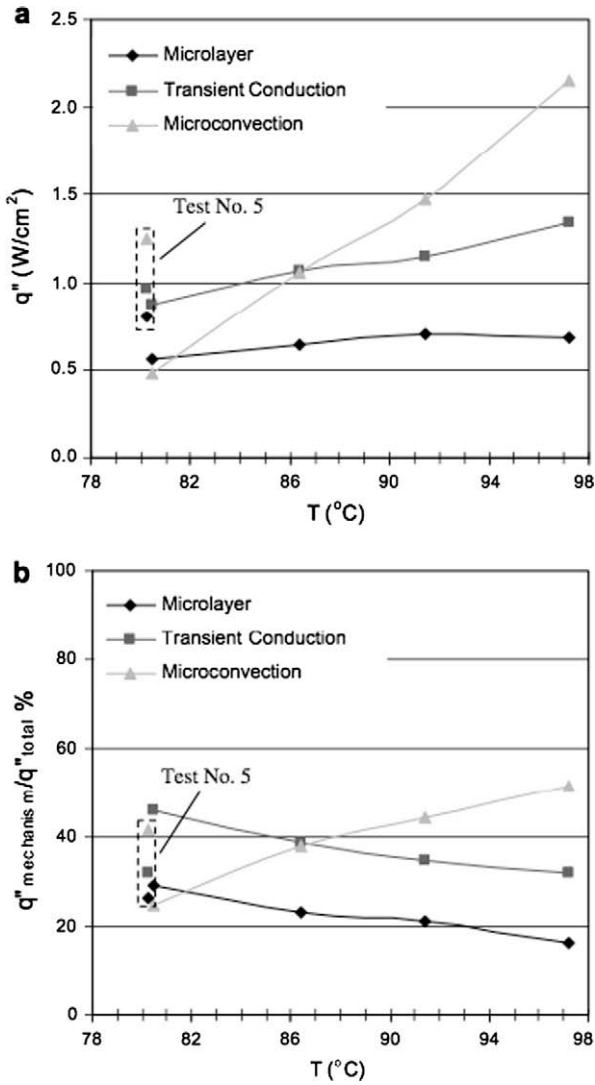 a
2.5
2.0
1.5
1.0
0.5
0.0
q" (W/cm²)
Microlayer
Transient Conduction
Microconvection
Test No. 5
78 82 86 90 94 98
T (°C)
b
100
80
60
40
20
0
q" mechanis m/q" total %
Microlayer
Transient Conduction
Microconvection
Test No. 5
78 82 86 90 94 98
T (°C)